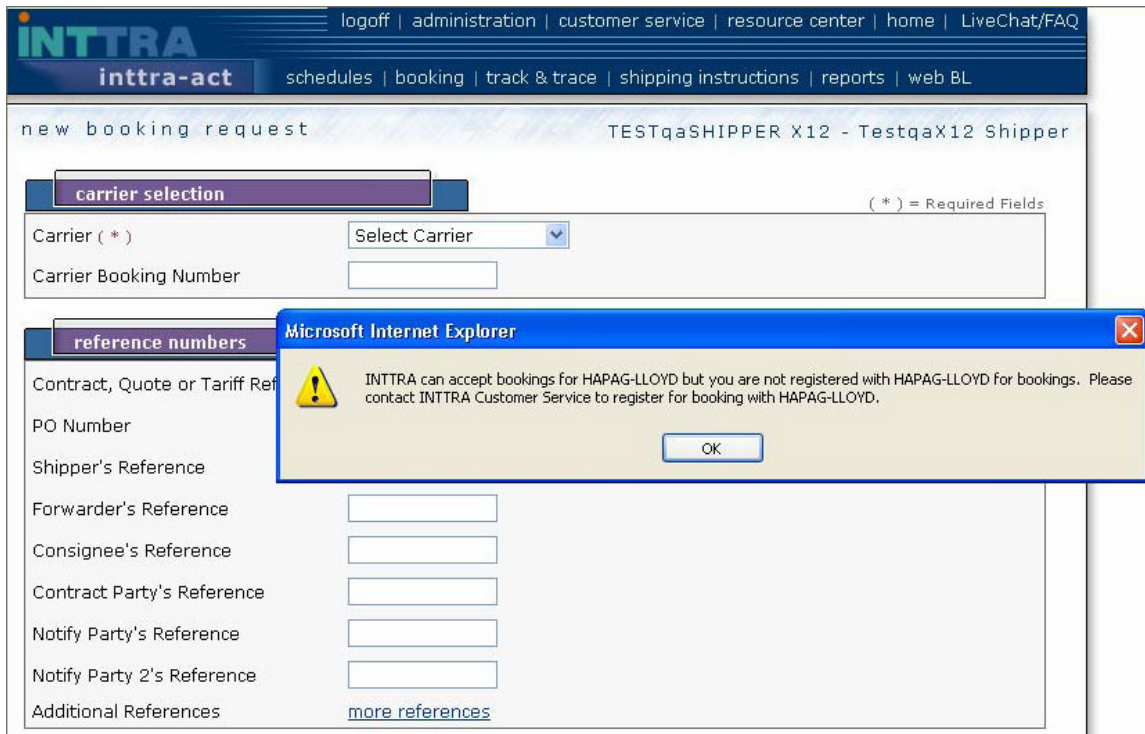 logoff | administration | customer service | resource center | home | LiveChat/FAQ
INTTRA
inttra-act
schedules | booking | track & trace | shipping instructions | reports | web BL
new booking request
TESTqaSHIPPER X12 - TestqaX12 Shipper
carrier selection
( * ) = Required Fields
Carrier ( * )
Select Carrier
Carrier Booking Number
reference numbers
Microsoft Internet Explorer
INTTRA can accept bookings for HAPAG-LLOYD but you are not registered with HAPAG-LLOYD for bookings. Please
contact INTTRA Customer Service to register for booking with HAPAG-LLOYD.
OK
Contract, Quote or Tariff Ref
PO Number
Shipper's Reference
Forwarder's Reference
Consignee's Reference
Contract Party's Reference
Notify Party's Reference
Notify Party 2's Reference
Additional References
more references